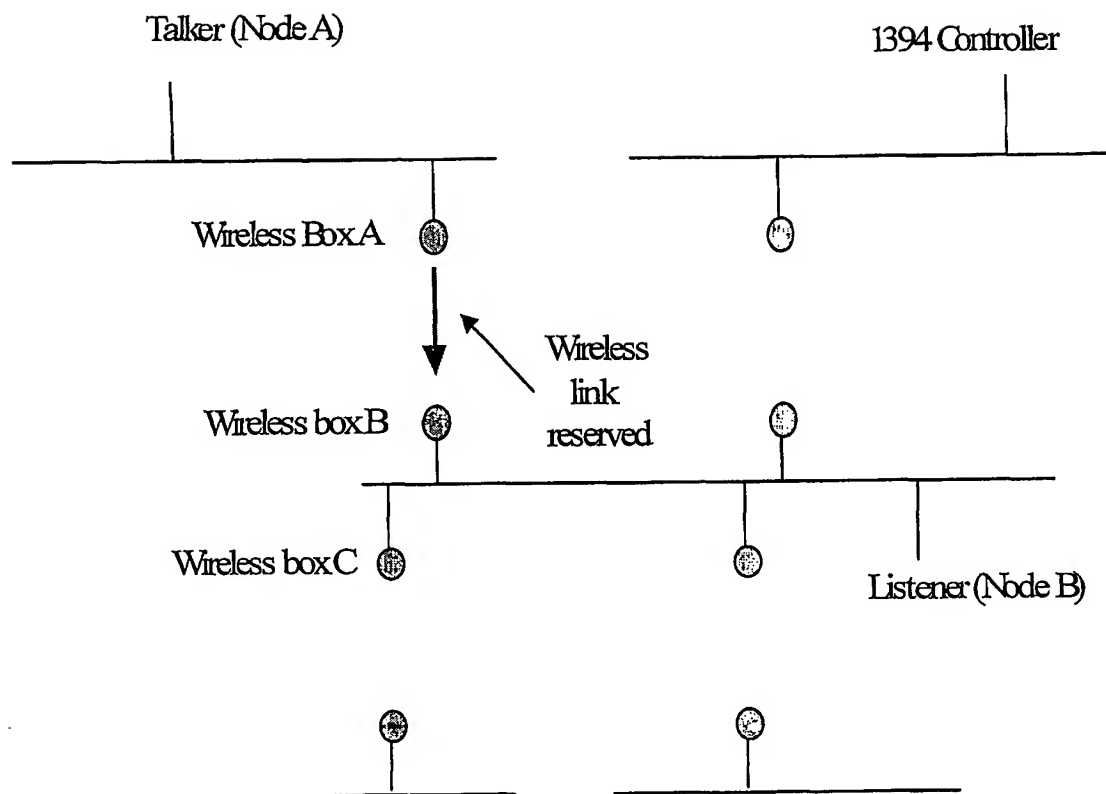 Talker (Node A)
1394 Controller
Wireless Box A
Wireless
link
reserved
Wireless box B
Wireless box C
Listener (Node B)